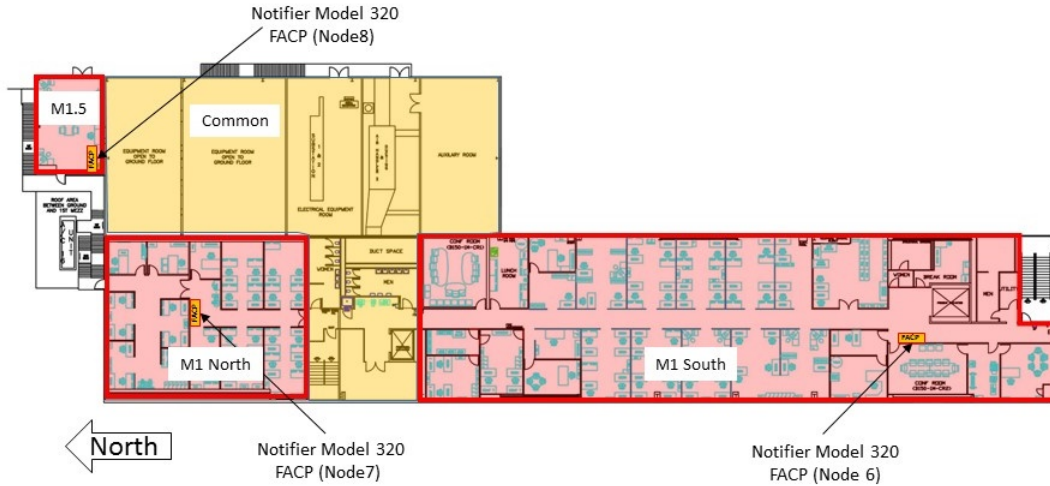 Notifier Model 320
FACP (Node8)
M1.5
FACP
Common
EQUIPMENT ROOM
OPEN TO
GROUND FLOOR
EQUIPMENT ROOM
OPEN TO
GROUND FLOOR
ELECTRICAL EQUIPMENT
ROOM
AUXILARY ROOM
ROOF AREA
BETWEEN GROUND
AND 1ST MEZZ
DUCT SPACE
WOMEN
MEN
CONF ROOM
LUNCH
ROOM
WOMEN
BREAK ROOM
MEN
UTILITY
FACP
M1 North
M1 South
FACP
CONF ROOM
North
Notifier Model 320
FACP (Node7)
Notifier Model 320
FACP (Node 6)